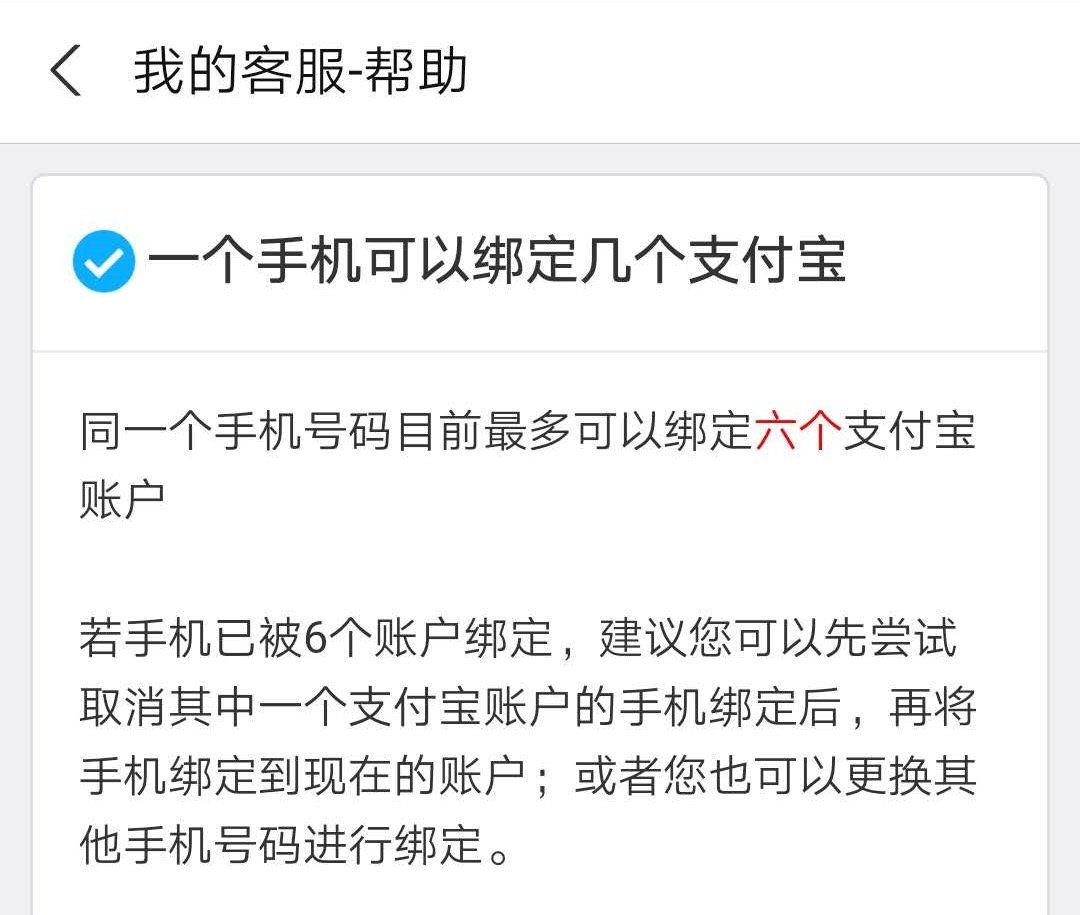 我的客服-帮助
一个手机可以绑定几个支付宝
同一个手机号码目前最多可以绑定六个支付宝
账户
若手机已被6个账户绑定，建议您可以先尝试
取消其中一个支付宝账户的手机绑定后，再将
手机绑定到现在的账户；或者您也可以更换其
他手机号码进行绑定。